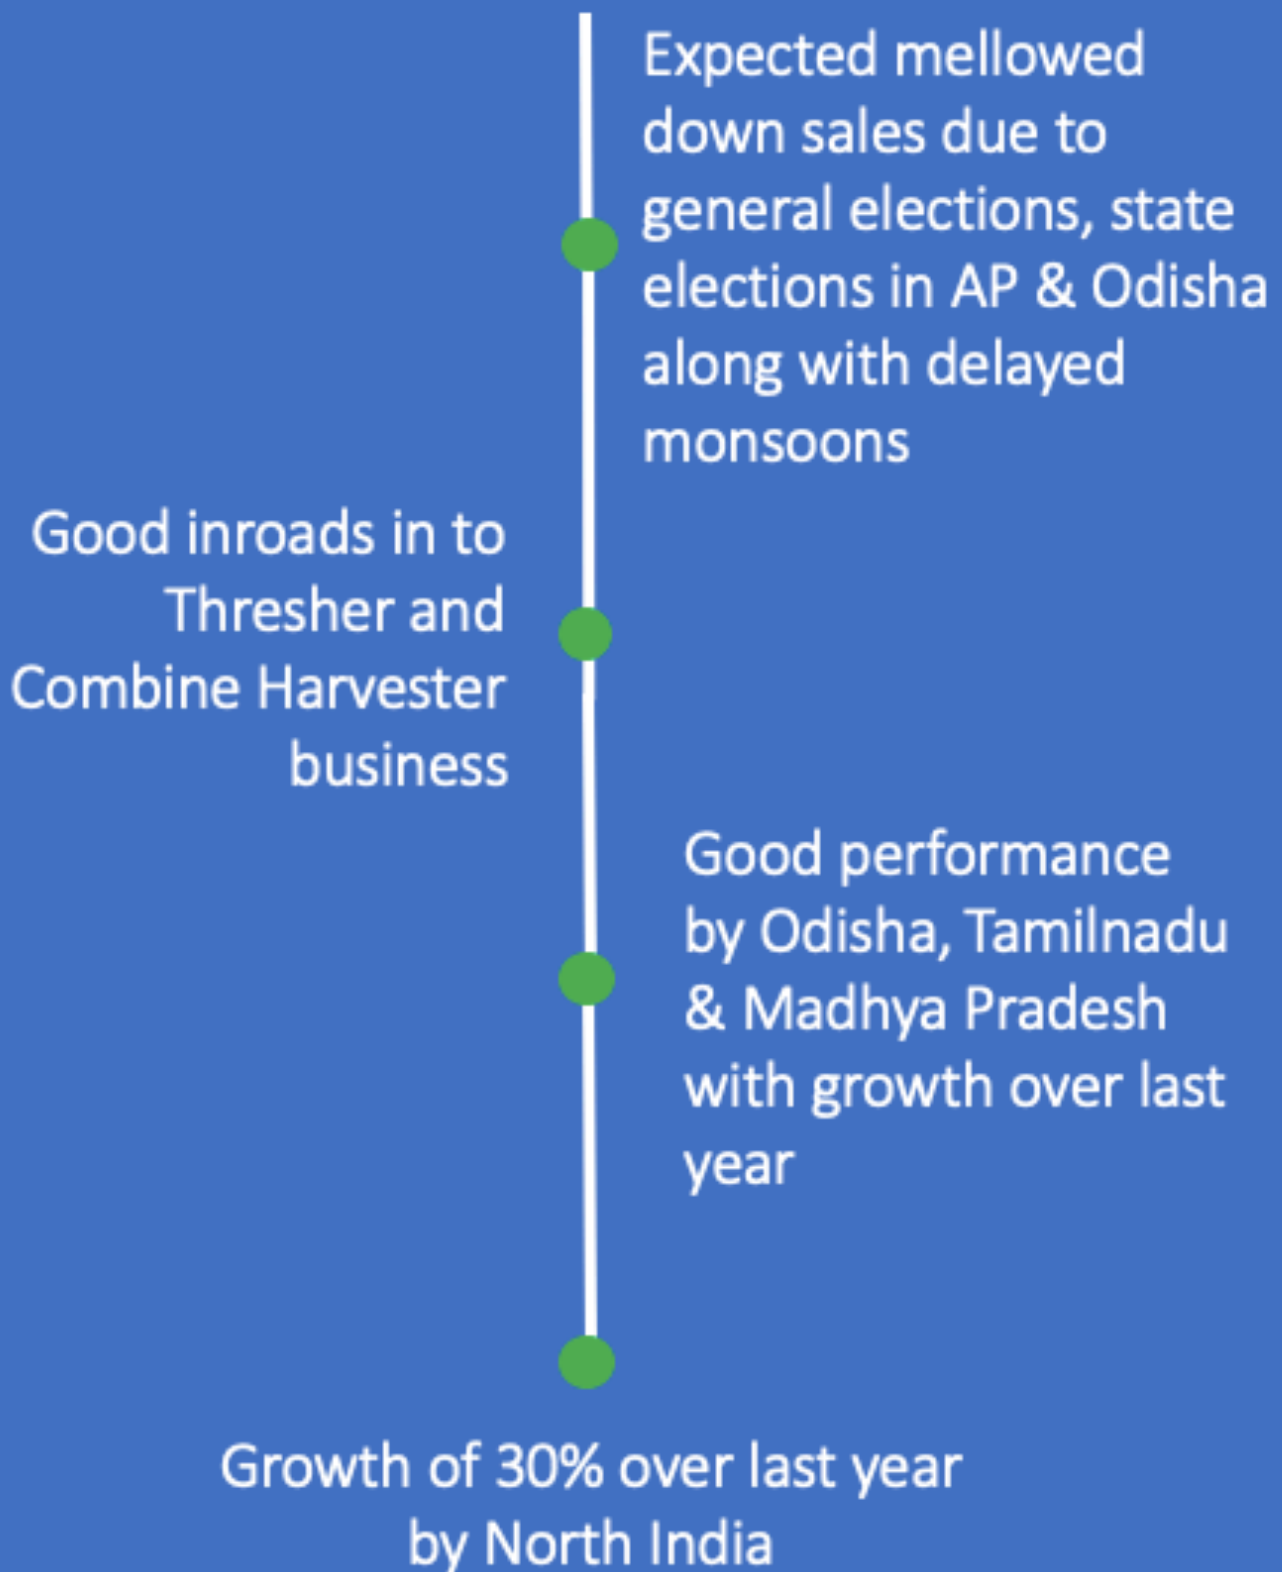 Expected mellowed
down sales due to
general elections, state
elections in AP & Odisha
along with delayed
monsoons
Good inroads in to
Thresher and
Combine Harvester
business
Good performance
by Odisha, Tamilnadu
& Madhya Pradesh
with growth over last
year
Growth of 30% over last year
by North India